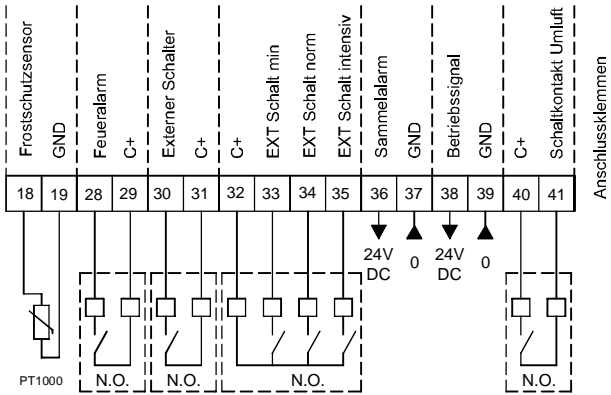 Frostschutzsensor
GND
Feueralarm
C+
Externer Schalter
C+
C+
EXT Schalt min
EXT Schalt norm
EXT Schalt intensiv
Sammelalarm
GND
Betriebssignal
GND
C+
Schaltkontakt Umluft
Anschlussklemmen
18 19 28 29 30 31 32 33 34 35 36 37 38 39 40 41
24V DC
0
24V DC
0
PT1000
N.O.
N.O.
N.O.
N.O.